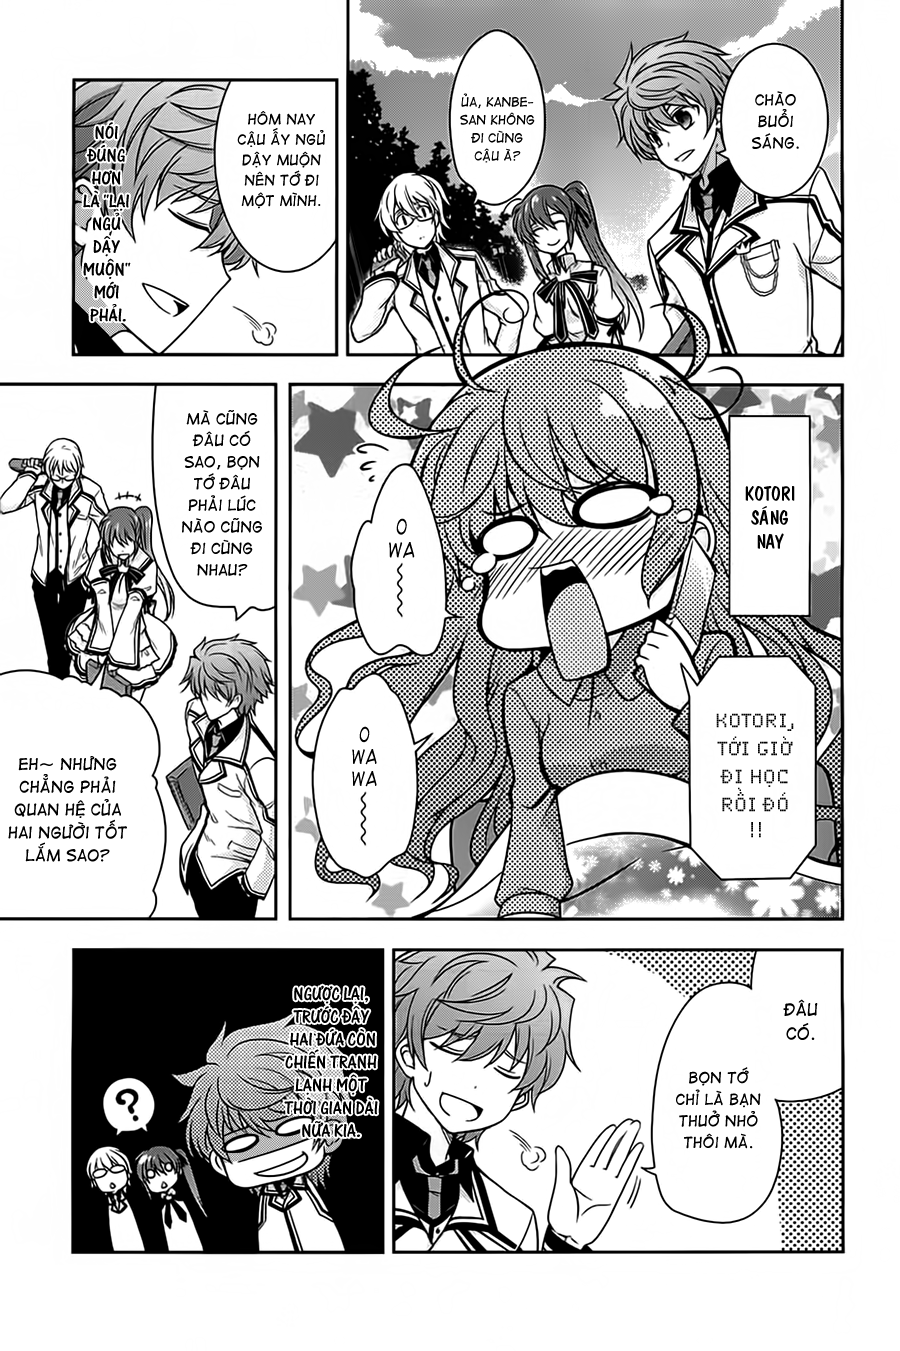 CHÀO
BUỔI
SÁNG.
ỦA, KANBE-
SAN KHÔNG
ĐI CÙNG
CẬU À?
HÔM NAY
CẬU ẤY NGỦ
DẬY MUỘN
NÊN TỚ ĐI
MỘT MÌNH.
NÓI
ĐÚNG
HƠN
LÀ "LẠI
NGỦ
DẬY
MUỘN"
MỚI
PHẢI.
KOTORI
SÁNG
NAY
KOTORI,
TỚI GIỜ
ĐI HỌC
RỒI ĐÓ
!!
O
WA
~
O
WA
WA
~
MÀ CŨNG
ĐÂU CÓ
SAO, BỌN
TỚ ĐÂU
PHẢI LÚC
NÀO CŨNG
ĐI CÙNG
NHAU?
EH~ NHƯNG
CHẲNG PHẢI
QUAN HỆ CỦA
HAI NGƯỜI TỐT
LẮM SAO?
ĐÂU
CÓ.
BỌN TỚ
CHỈ LÀ BẠN
THUỞ NHỎ
THÔI MÀ.
NGƯỢC LẠI,
TRƯỚC ĐÂY
HAI ĐỨA CÒN
CHIẾN TRANH
LẠNH MỘT
THỜI GIAN DÀI
NỮA KIA.
?